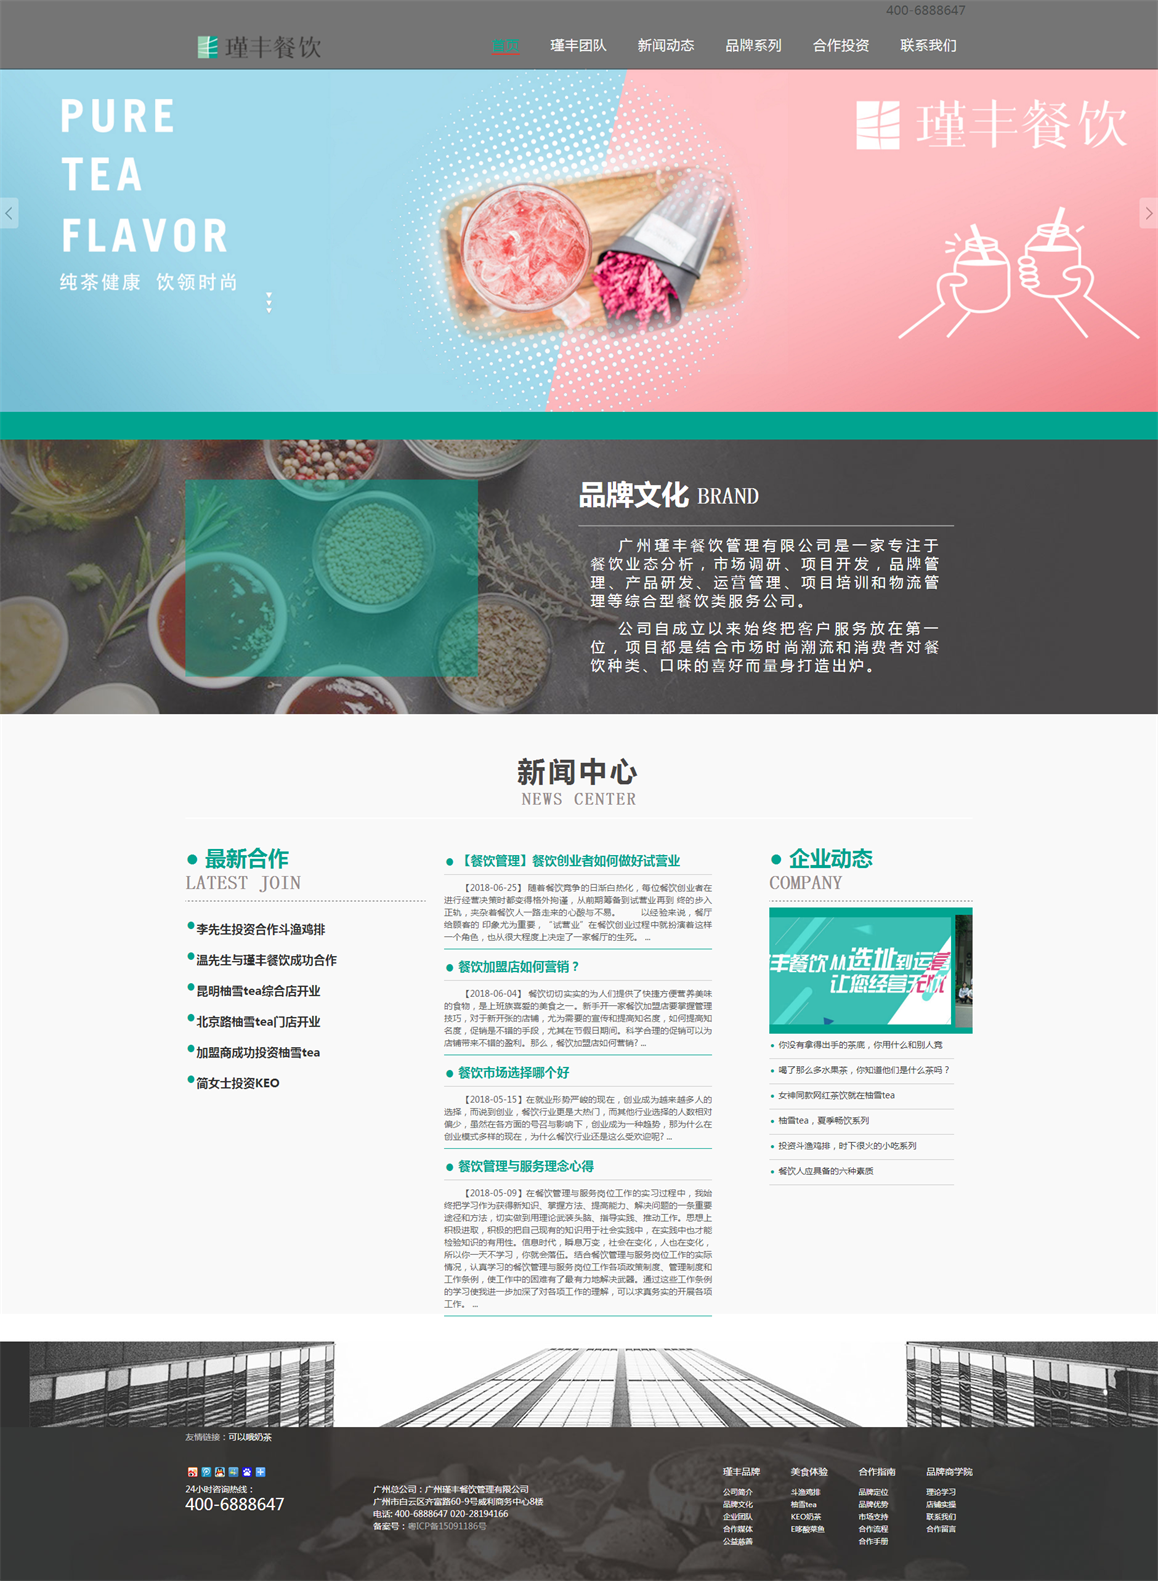 400-6888647
瑾丰餐饮
首页 瑾丰团队 新闻动态 品牌系列 合作投资 联系我们
PURE
TEA
FLAVOR
纯茶健康 饮领时尚
瑾丰餐饮
品牌文化 BRAND
广州瑾丰餐饮管理有限公司是一家专注于
餐饮业态分析，市场调研、项目开发，品牌管
理、产品研发、运营管理、项目培训和物流管
理等综合型餐饮类服务公司。
公司自成立以来始终把客户服务放在第一
位，项目都是结合市场时尚潮流和消费者对餐
饮种类、口味的喜好而量身打造出炉。
新闻中心
NEWS CENTER
● 最新合作
LATEST JOIN
李先生投资合作斗渔鸡排
温先生与瑾丰餐饮成功合作
昆明柚雪tea综合店开业
北京路柚雪tea门店开业
加盟商成功投资柚雪tea
简女士投资KEO
● 【餐饮管理】餐饮创业者如何做好试营业
【2018-06-25】 随着餐饮竞争的日渐白热化，每位餐饮创业者在
进行经营决策时都变得格外拘谨，从前期筹备到试营业再到 终的步入
正轨，夹杂着餐饮人一路走来的心酸与不易。 以经验来说，餐厅
给顾客的 印象尤为重要，“试营业”在餐饮创业过程中就扮演着这样
一个角色，也从很大程度上决定了一家餐厅的生死。 ...
● 餐饮加盟店如何营销？
【2018-06-04】 餐饮切切实实的为人们提供了快捷方便营养美味
的食物，是上班族喜爱的美食之一。新手开一家餐饮加盟店要掌握管理
技巧，对于新开张的店铺，尤为需要的宣传和提高知名度，如何提高知
名度，促销是不错的手段，尤其在节假日期间。科学合理的促销可以为
店铺带来不错的盈利。那么，餐饮加盟店如何营销? ...
● 餐饮市场选择哪个好
【2018-05-15】在就业形势严峻的现在，创业成为越来越多人的
选择，而说到创业，餐饮行业更是大热门，而其他行业选择的人数相对
偏少，虽然在各方面的号召与影响下，创业成为一种趋势，那为什么在
创业模式多样的现在，为什么餐饮行业还是这么受欢迎呢? ...
● 餐饮管理与服务理念心得
【2018-05-09】在餐饮管理与服务岗位工作的实习过程中，我始
终把学习作为获得新知识、掌握方法、提高能力、解决问题的一条重要
途径和方法，切实做到用理论武装头脑、指导实践、推动工作。思想上
积极进取，积极的把自己现有的知识用于社会实践中，在实践中也才能
检验知识的有用性。信息时代，瞬息万变，社会在变化，人也在变化，
所以你一天不学习，你就会落伍。结合餐饮管理与服务岗位工作的实际
情况，认真学习的餐饮管理与服务岗位工作各项政策制度、管理制度和
工作条例，使工作中的困难有了最有力地解决武器。通过这些工作条例
的学习使我进一步加深了对各项工作的理解，可以求真务实的开展各项
工作。 ...
● 企业动态
COMPANY
丰餐饮从选址到运营
让您经营无忧
你没有拿得出手的茶底，你用什么和别人竞
喝了那么多水果茶，你知道他们是什么茶吗？
女神同款网红茶饮就在柚雪tea
柚雪tea，夏季畅饮系列
投资斗渔鸡排，时下很火的小吃系列
餐饮人应具备的六种素质
友情链接：可以喂奶茶
24小时咨询热线：
400-6888647
广州总公司：广州瑾丰餐饮管理有限公司
广州市白云区齐富路60-9号威利商务中心8楼
电话: 400-6888647 020-28194166
备案号：粤ICP备15091186号
瑾丰品牌 美食体验 合作指南 品牌商学院
公司简介 斗渔鸡排 品牌定位 理论学习
品牌文化 柚雪tea 品牌优势 店铺实操
企业团队 KEO奶茶 市场支持 联系我们
合作媒体 E哆酸菜鱼 合作流程 合作留言
公益慈善 合作手册